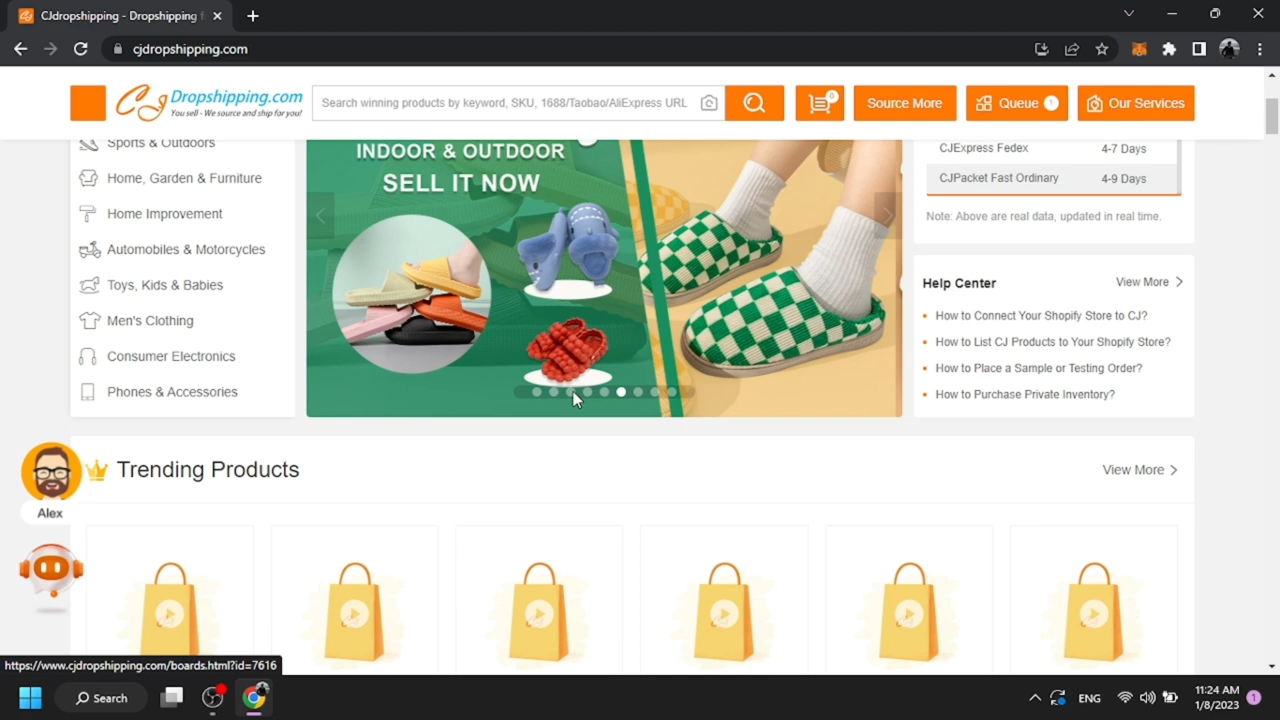 CJdropshipping - Dropshipping f
cjdropshipping.com
CJ Dropshipping.com
You sell - We source and ship for you!
Search winning products by keyword, SKU, 1688/Taobao/AliExpress URL
0
Source More
Queue 1
Our Services
Sports & Outdoors
Home, Garden & Furniture
Home Improvement
Automobiles & Motorcycles
Toys, Kids & Babies
Men's Clothing
Consumer Electronics
Phones & Accessories
INDOOR & OUTDOOR
SELL IT NOW
CJExpress Fedex 4-7 Days
CJPacket Fast Ordinary 4-9 Days
Note: Above are real data, updated in real time.
Help Center View More
How to Connect Your Shopify Store to CJ?
How to List CJ Products to Your Shopify Store?
How to Place a Sample or Testing Order?
How to Purchase Private Inventory?
Trending Products View More
Alex
https://www.cjdropshipping.com/boards.html?id=7616
Search
ENG
11:24 AM
1/8/2023
1